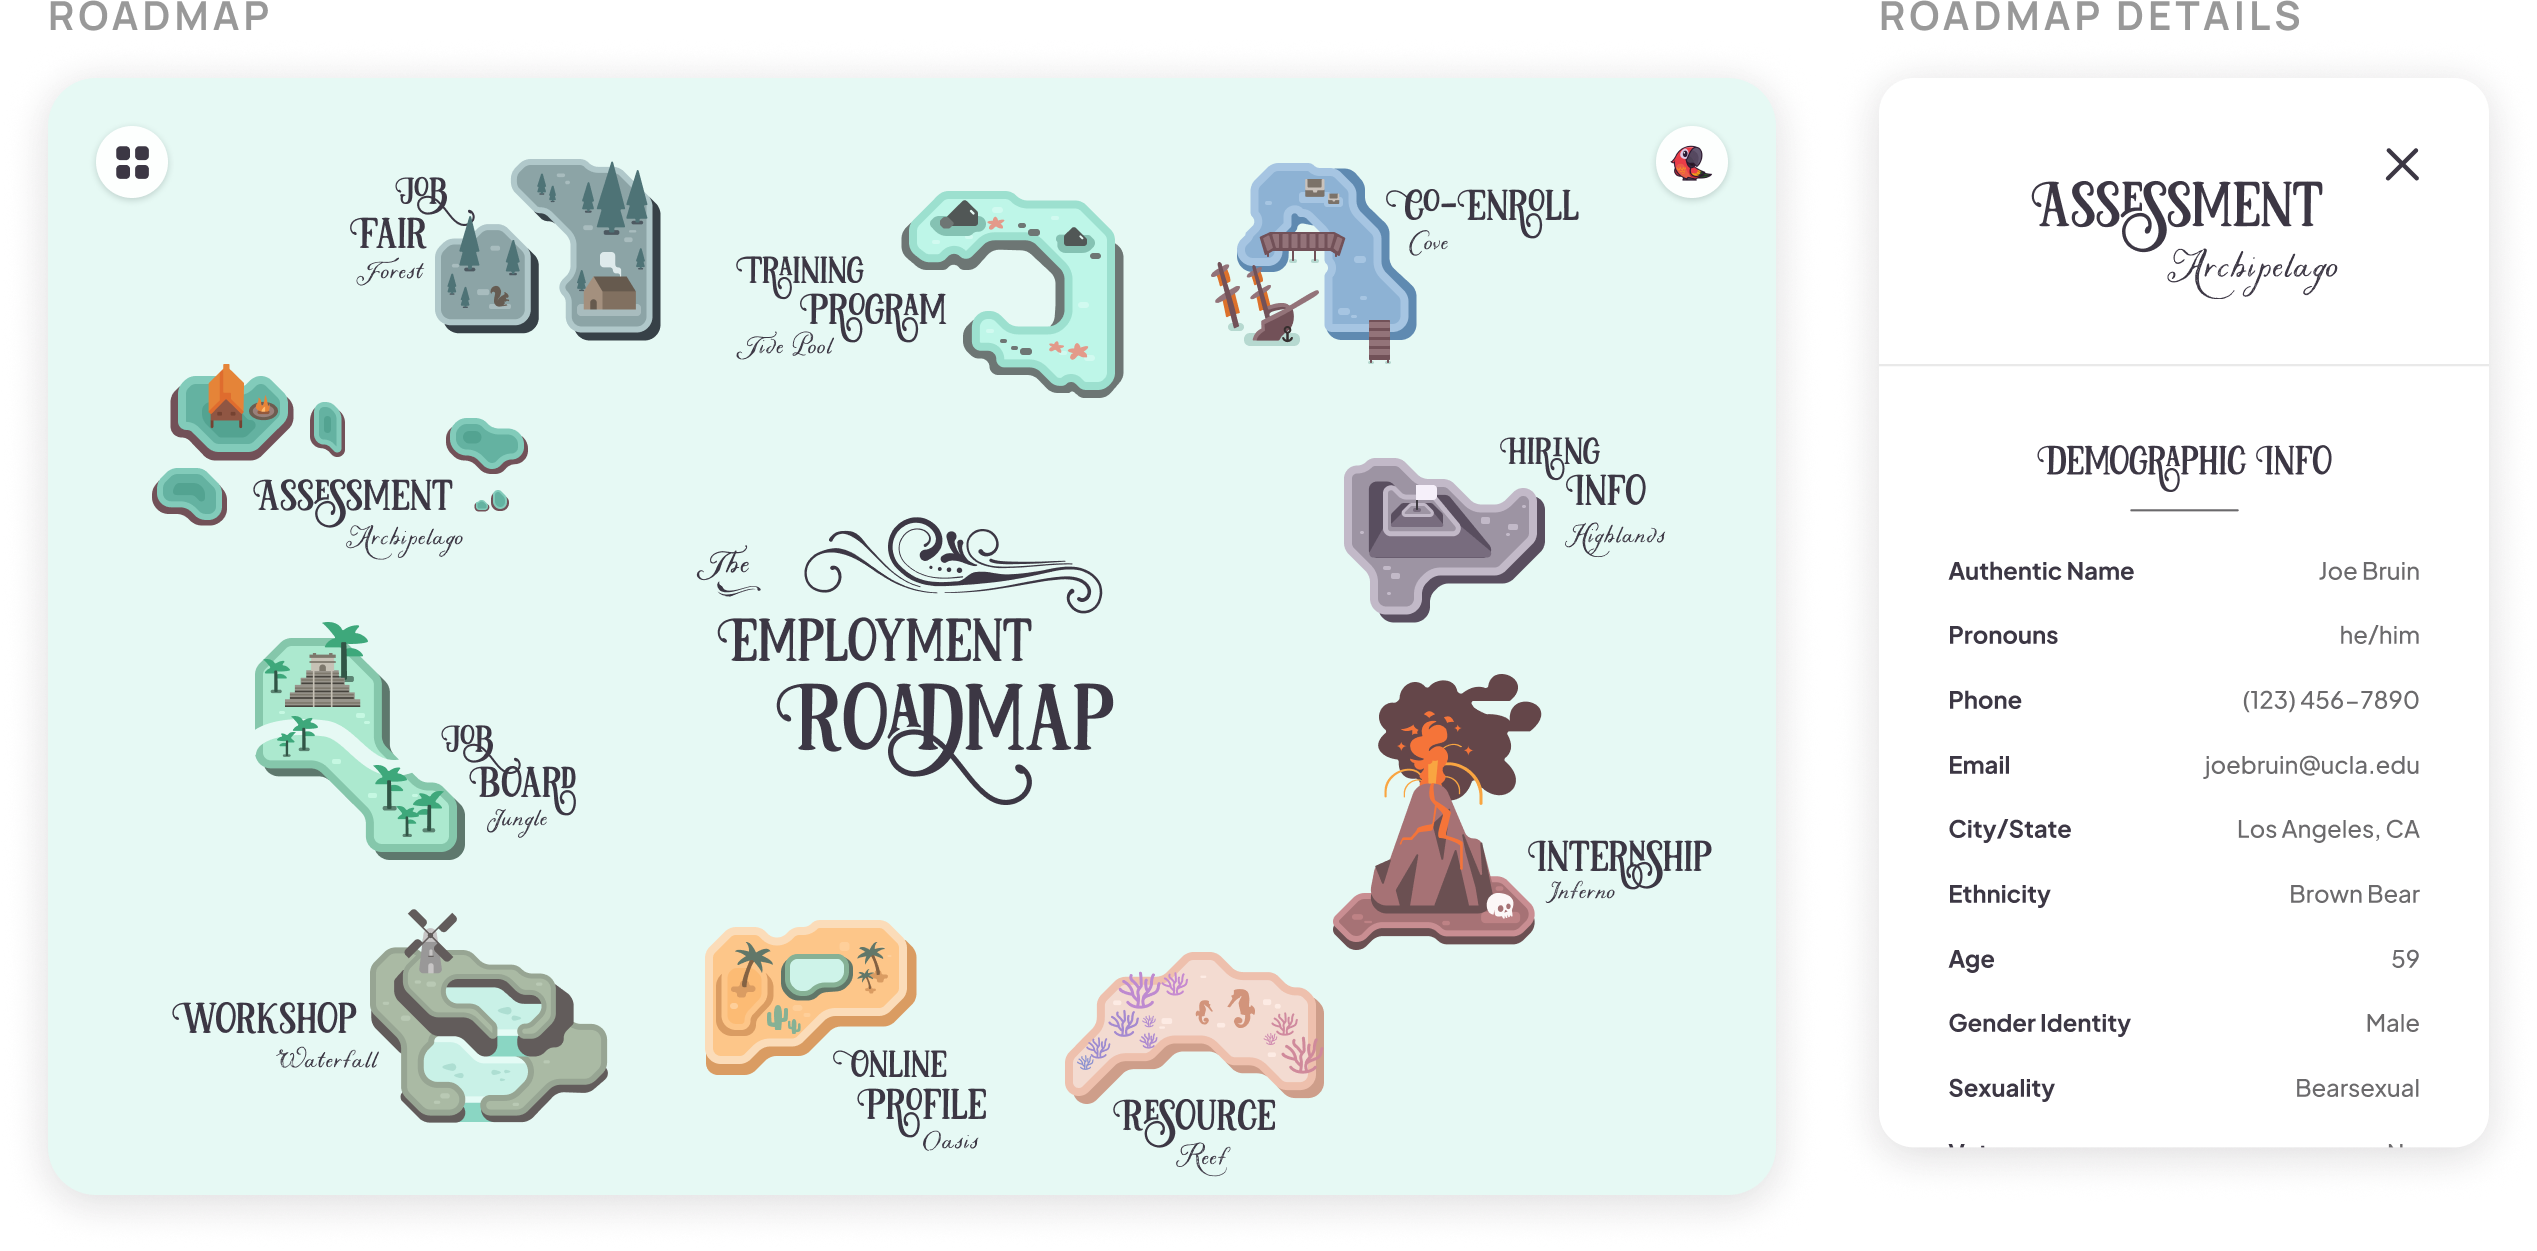 ROADMAP
JOB
FAIR
Forest
TRAINING
PROGRAM
Tide Pool
CO-ENROLL
Cove
ASSESSMENT
Archipelago
HIRING
INFO
Highlands
The
EMPLOYMENT
ROADMAP
JOB
BOARD
Jungle
INTERNSHIP
Inferno
WORKSHOP
Waterfall
ONLINE
PROFILE
Oasis
RESOURCE
Reef
ROADMAP DETAILS
ASSESSMENT
Archipelago
DEMOGRAPHIC INFO
Authentic Name Joe Bruin
Pronouns he/him
Phone (123) 456-7890
Email joebruin@ucla.edu
City/State Los Angeles, CA
Ethnicity Brown Bear
Age 59
Gender Identity Male
Sexuality Bearsexual